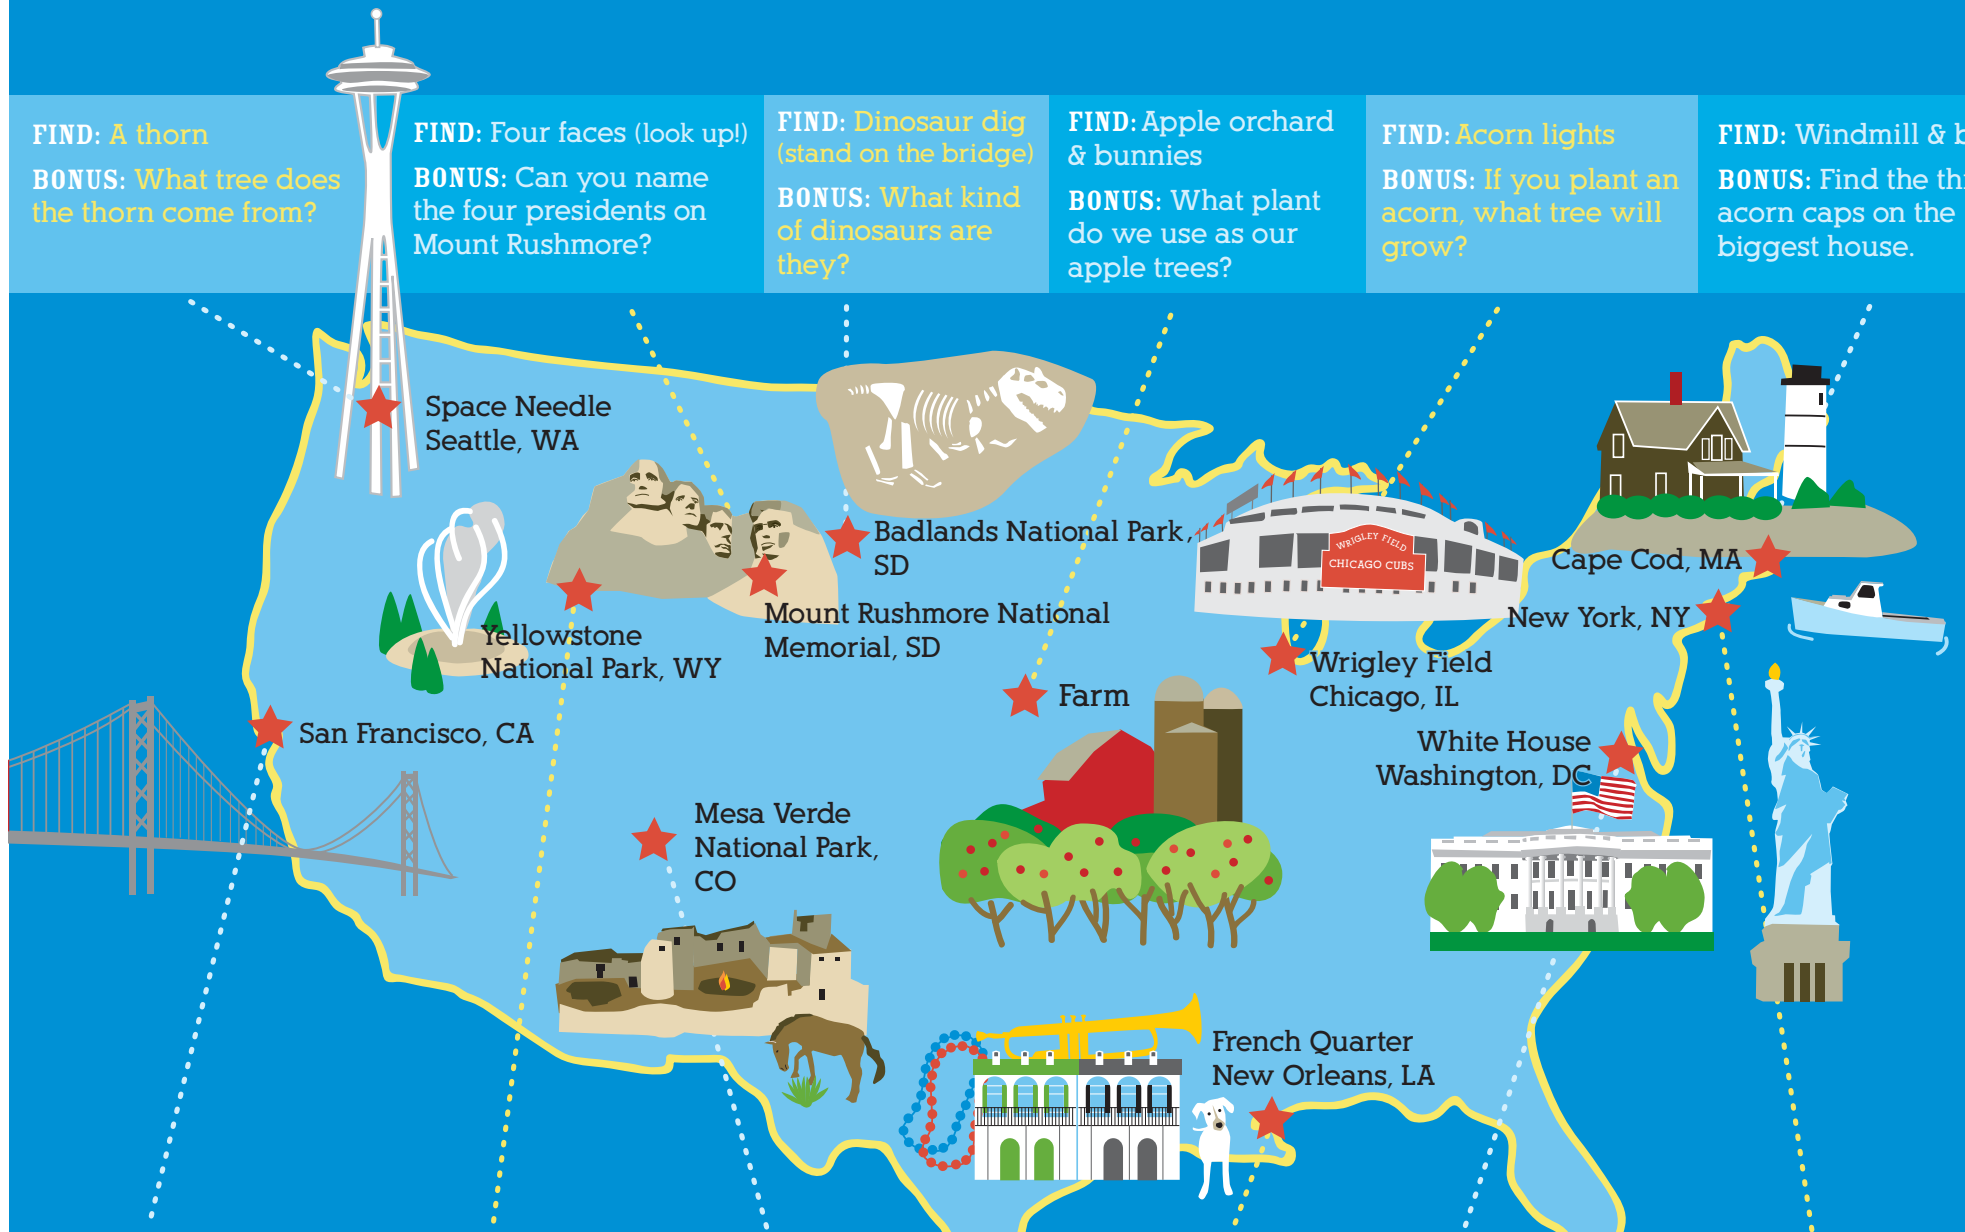 FIND: A thorn
BONUS: What tree does
the thorn come from?
FIND: Four faces (look up!)
BONUS: Can you name
the four presidents on
Mount Rushmore?
FIND: Dinosaur dig
(stand on the bridge)
BONUS: What kind
of dinosaurs are
they?
FIND: Apple orchard
& bunnies
BONUS: What plant
do we use as our
apple trees?
FIND: Acorn lights
BONUS: If you plant an
acorn, what tree will
grow?
FIND: Windmill &
BONUS: Find the
acorn caps on the
biggest house.
Space Needle
Seattle, WA
Badlands National Park,
SD
WRIGLEY FIELD
CHICAGO CUBS
Cape Cod, MA
Mount Rushmore National
Memorial, SD
New York, NY
Yellowstone
National Park, WY
Wrigley Field
Chicago, IL
Farm
San Francisco, CA
White House
Washington, DC
Mesa Verde
National Park,
CO
French Quarter
New Orleans, LA